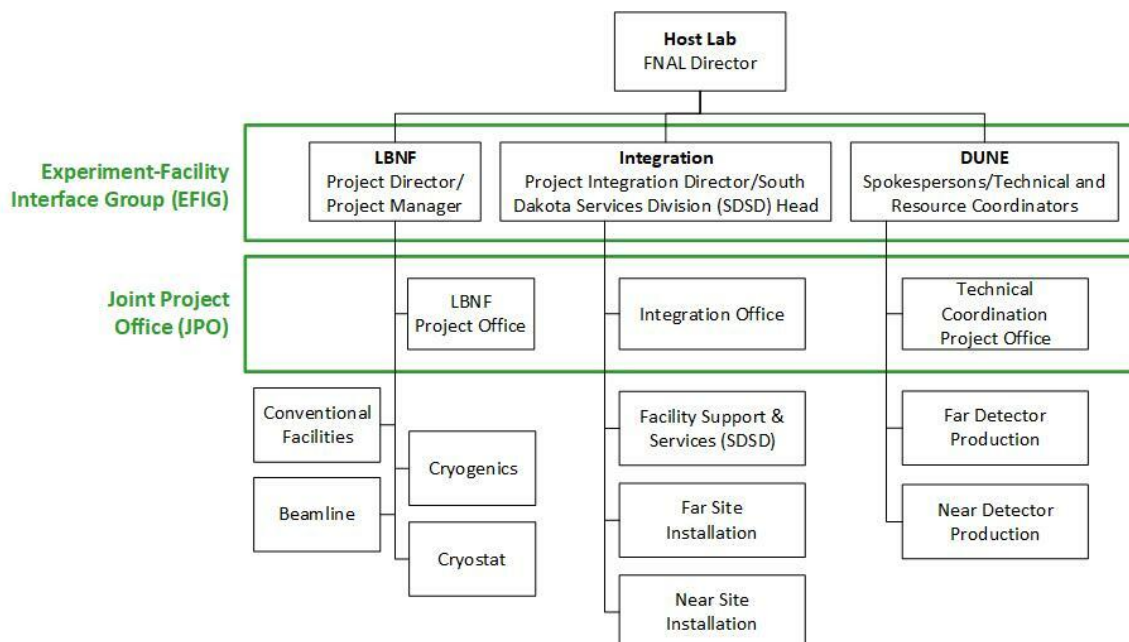 Host Lab
FNAL Director
Experiment-Facility
Interface Group (EFIG)
LBNF
Project Director/
Project Manager
Integration
Project Integration Director/South
Dakota Services Division (SDSD) Head
DUNE
Spokespersons/Technical and
Resource Coordinators
Joint Project
Office (JPO)
LBNF
Project Office
Integration Office
Technical
Coordination
Project Office
Conventional
Facilities
Cryogenics
Beamline
Cryostat
Facility Support &
Services (SDSD)
Far Site
Installation
Near Site
Installation
Far Detector
Production
Near Detector
Production